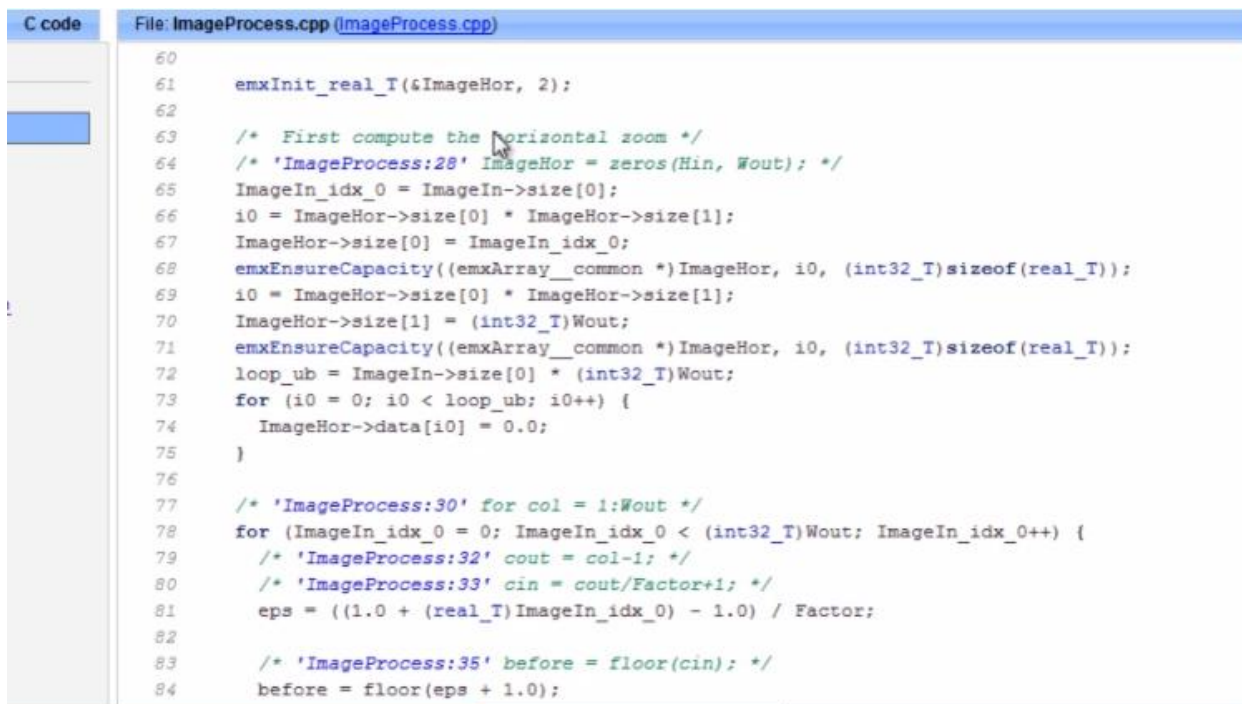 C code
File: ImageProcess.cpp (ImageProcess.cpp)
60
61 emxInit_real_T(&ImageHor, 2);
62
63 /*  First compute the horizontal zoom */
64 /* 'ImageProcess:28' ImageHor = zeros(Hin, Wout); */
65 ImageIn_idx_0 = ImageIn->size[0];
66 i0 = ImageHor->size[0] * ImageHor->size[1];
67 ImageHor->size[0] = ImageIn_idx_0;
68 emxEnsureCapacity((emxArray__common *)ImageHor, i0, (int32_T)sizeof(real_T));
69 i0 = ImageHor->size[0] * ImageHor->size[1];
70 ImageHor->size[1] = (int32_T)Wout;
71 emxEnsureCapacity((emxArray__common *)ImageHor, i0, (int32_T)sizeof(real_T));
72 loop_ub = ImageIn->size[0] * (int32_T)Wout;
73 for (i0 = 0; i0 < loop_ub; i0++) {
74 ImageHor->data[i0] = 0.0;
75 }
76
77 /* 'ImageProcess:30' for col = 1:Wout */
78 for (ImageIn_idx_0 = 0; ImageIn_idx_0 < (int32_T)Wout; ImageIn_idx_0++) {
79 /* 'ImageProcess:32' cout = col-1; */
80 /* 'ImageProcess:33' cin = cout/Factor+1; */
81 eps = ((1.0 + (real_T)ImageIn_idx_0) - 1.0) / Factor;
82
83 /* 'ImageProcess:35' before = floor(cin); */
84 before = floor(eps + 1.0);